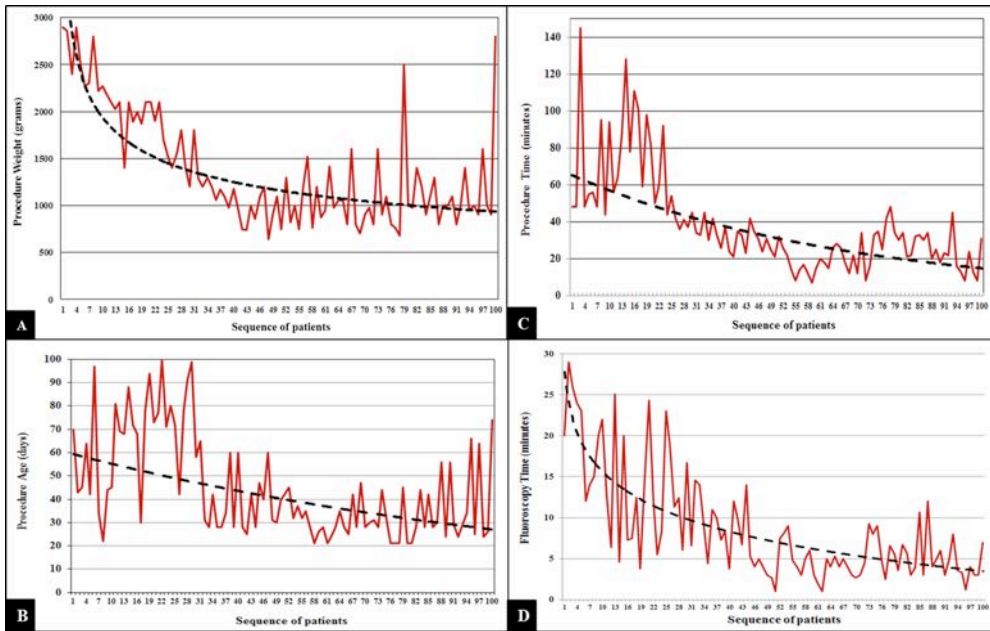 Procedure Weight (grams)
3000
2500
2000
1500
1000
500
0
1 4 7 10 13 16 19 22 25 28 31 34 37 40 43 46 49 52 55 58 61 64 67 70 73 76 79 82 85 88 91 94 97 100
A
Sequence of patients
Procedure Age (days)
100
90
80
70
60
50
40
30
20
10
0
1 4 7 10 13 16 19 22 25 28 31 34 37 40 43 46 49 52 55 58 61 64 67 70 73 76 79 82 85 88 91 94 97 100
B
Sequence of patients
Procedure Time (minutes)
140
120
100
80
60
40
20
0
1 4 7 10 13 16 19 22 25 28 31 34 37 40 43 46 49 52 55 58 61 64 67 70 73 76 79 82 85 88 91 94 97 100
C
Sequence of patients
Fluoroscopy Time (minutes)
30
25
20
15
10
5
0
1 4 7 10 13 16 19 22 25 28 31 34 37 40 43 46 49 52 55 58 61 64 67 70 73 76 79 82 85 88 91 94 97 100
D
Sequence of patients